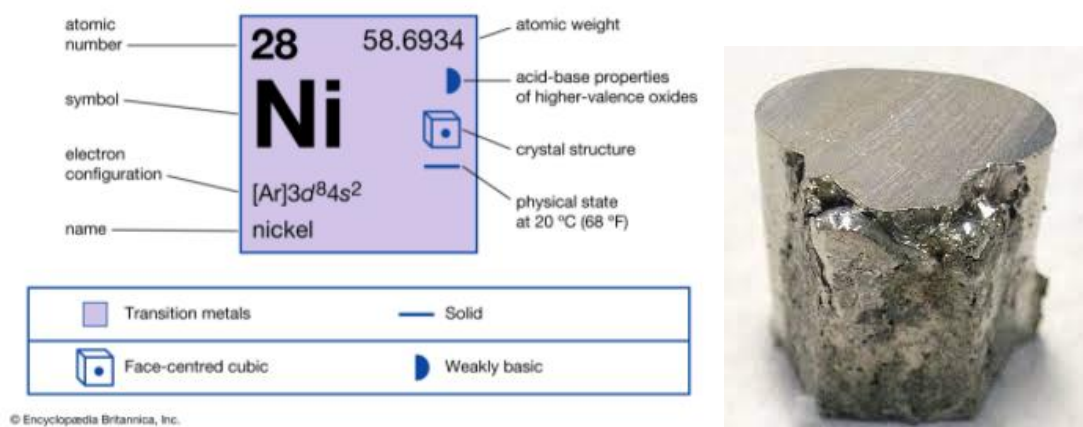 atomic
number
symbol
electron
configuration
name
28
58.6934
Ni
[Ar]3d⁸4s²
nickel
atomic weight
acid-base properties
of higher-valence oxides
crystal structure
physical state
at 20 ºC (68 ºF)
Transition metals
Solid
Face-centred cubic
Weakly basic
© Encyclopædia Britannica, Inc.